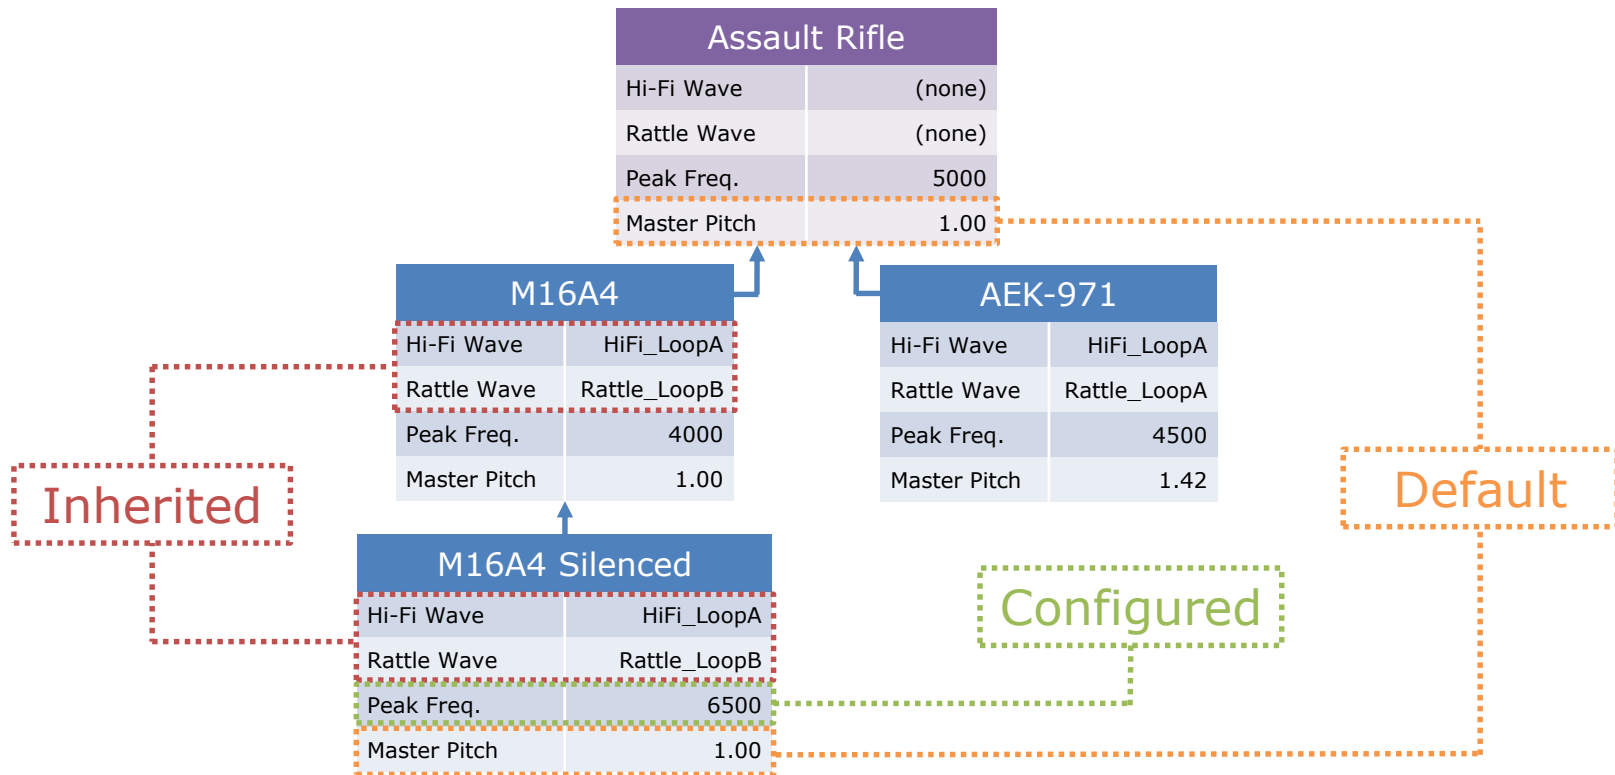 Assault Rifle
Hi-Fi Wave (none)
Rattle Wave (none)
Peak Freq. 5000
Master Pitch 1.00
M16A4
Hi-Fi Wave HiFi_LoopA
Rattle Wave Rattle_LoopB
Peak Freq. 4000
Master Pitch 1.00
AEK-971
Hi-Fi Wave HiFi_LoopA
Rattle Wave Rattle_LoopA
Peak Freq. 4500
Master Pitch 1.42
Inherited
Default
M16A4 Silenced
Hi-Fi Wave HiFi_LoopA
Rattle Wave Rattle_LoopB
Peak Freq. 6500
Master Pitch 1.00
Configured